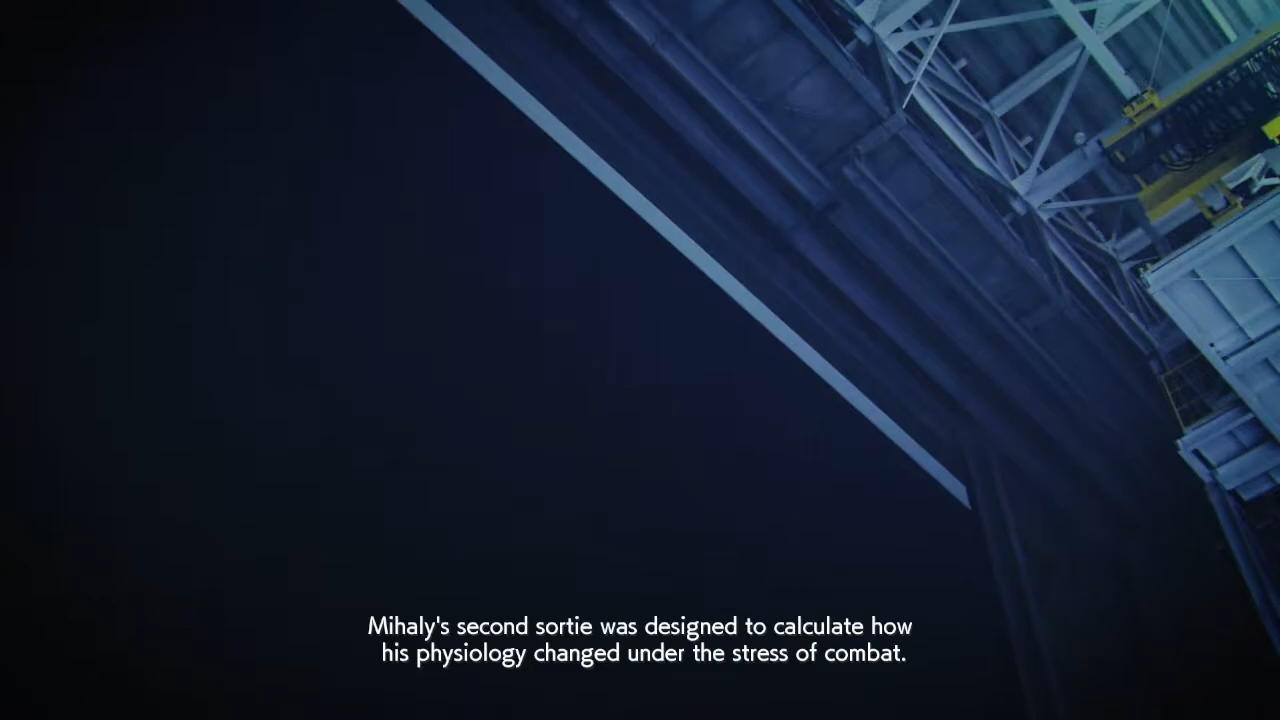 Mihaly's second sortie was designed to calculate how
his physiology changed under the stress of combat.